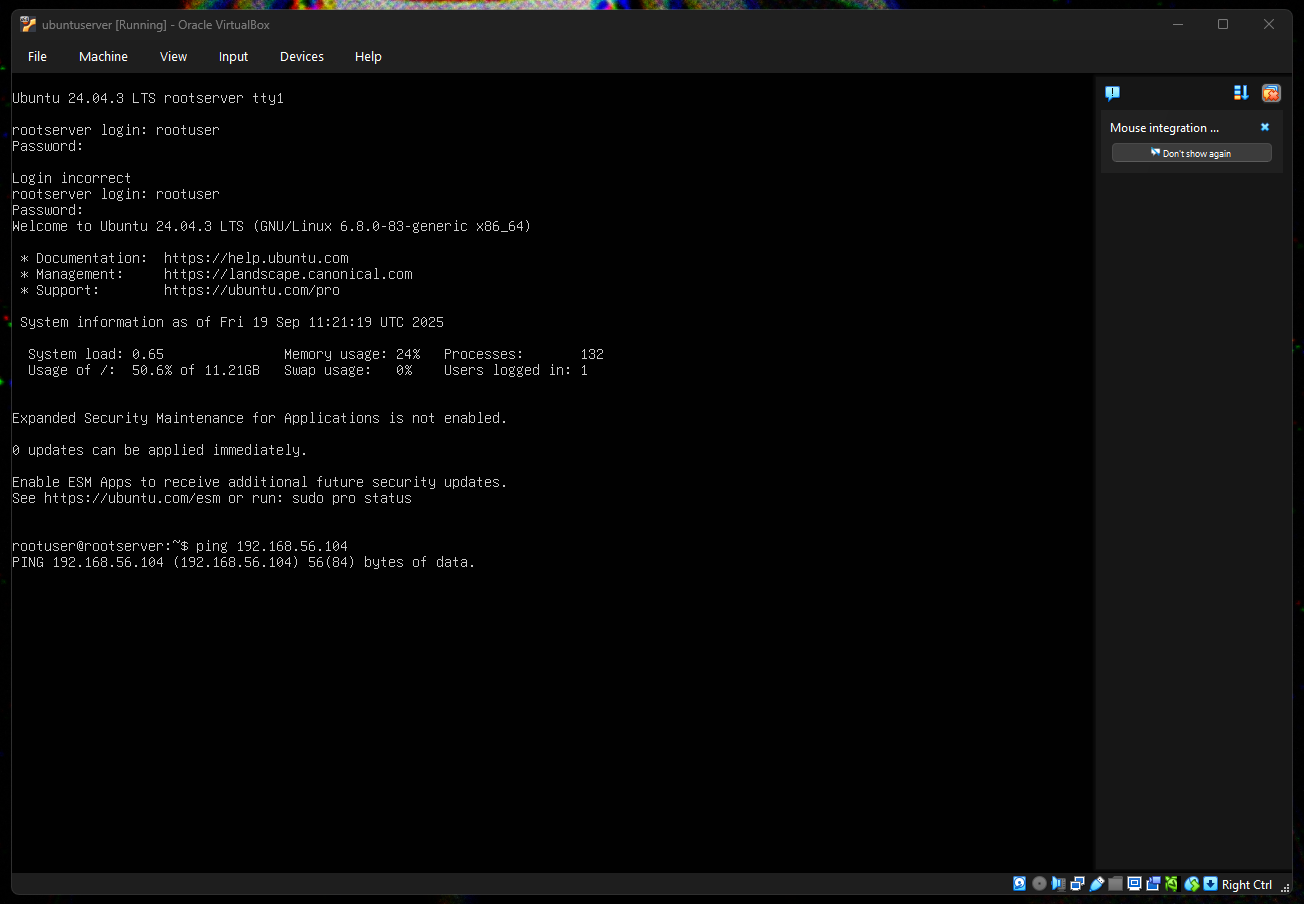 ubuntuserver [Running] - Oracle VirtualBox
File Machine View Input Devices Help
Ubuntu 24.04.3 LTS rootserver tty1
rootserver login: rootuser
Password:
Login incorrect
rootserver login: rootuser
Password:
Welcome to Ubuntu 24.04.3 LTS (GNU/Linux 6.8.0-83-generic x86_64)
* Documentation: https://help.ubuntu.com
* Management: https://landscape.canonical.com
* Support: https://ubuntu.com/pro
System information as of Fri 19 Sep 11:21:19 UTC 2025
System load: 0.65 Memory usage: 24% Processes: 132
Usage of /: 50.6% of 11.21GB Swap usage: 0% Users logged in: 1
Expanded Security Maintenance for Applications is not enabled.
0 updates can be applied immediately.
Enable ESM Apps to receive additional future security updates.
See https://ubuntu.com/esm or run: sudo pro status
rootuser@rootserver:~$ ping 192.168.56.104
PING 192.168.56.104 (192.168.56.104) 56(84) bytes of data.
Mouse integration ...
Don't show again
Right Ctrl